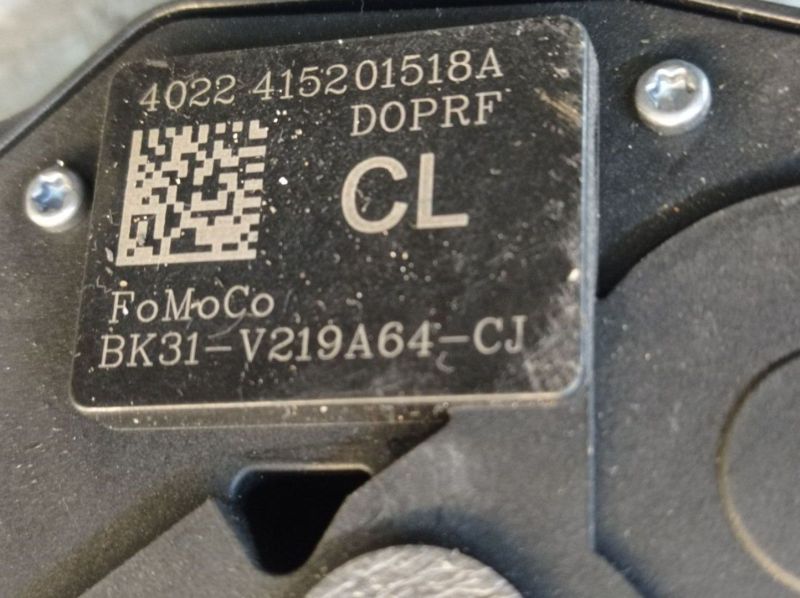 4022 415201518A
DOPRF
CL
FoMoCo
BK31-V219A64-CJ